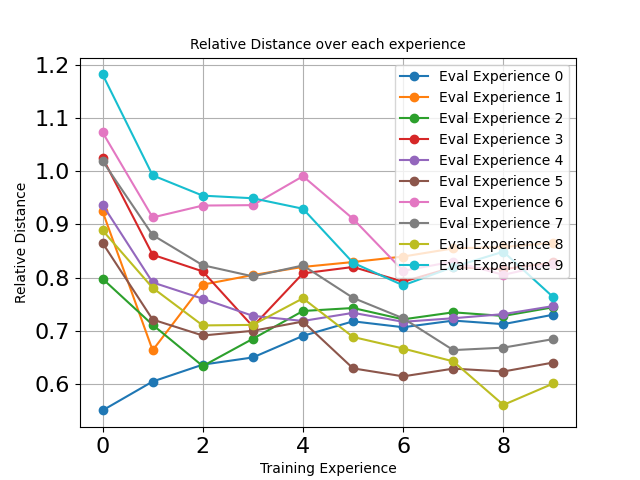 Relative Distance over each experience
Relative Distance
1.2
1.1
1.0
0.9
0.8
0.7
0.6
Eval Experience 0
Eval Experience 1
Eval Experience 2
Eval Experience 3
Eval Experience 4
Eval Experience 5
Eval Experience 6
Eval Experience 7
Eval Experience 8
Eval Experience 9
0 2 4 6 8
Training Experience